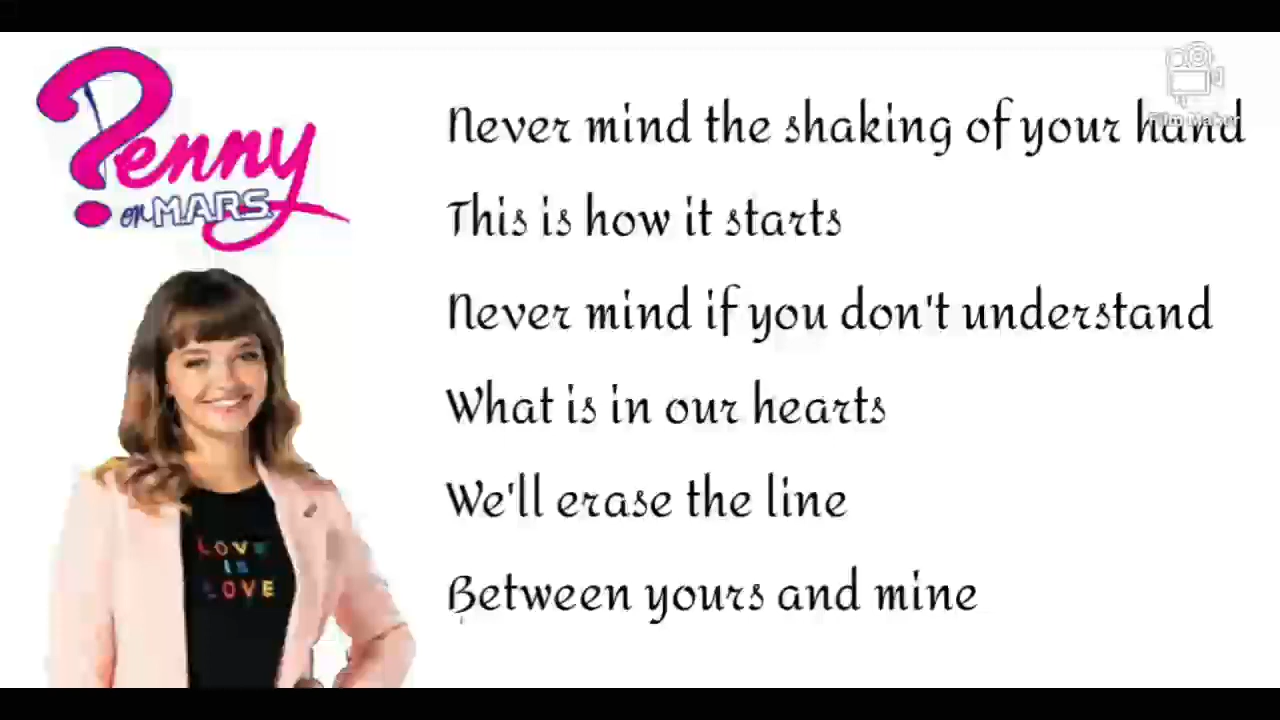 Penny
on MARS
Film Maker
Never mind the shaking of your hand
This is how it starts
Never mind if you don't understand
What is in our hearts
We'll erase the line
Between yours and mine
LOVE
IS
LOVE